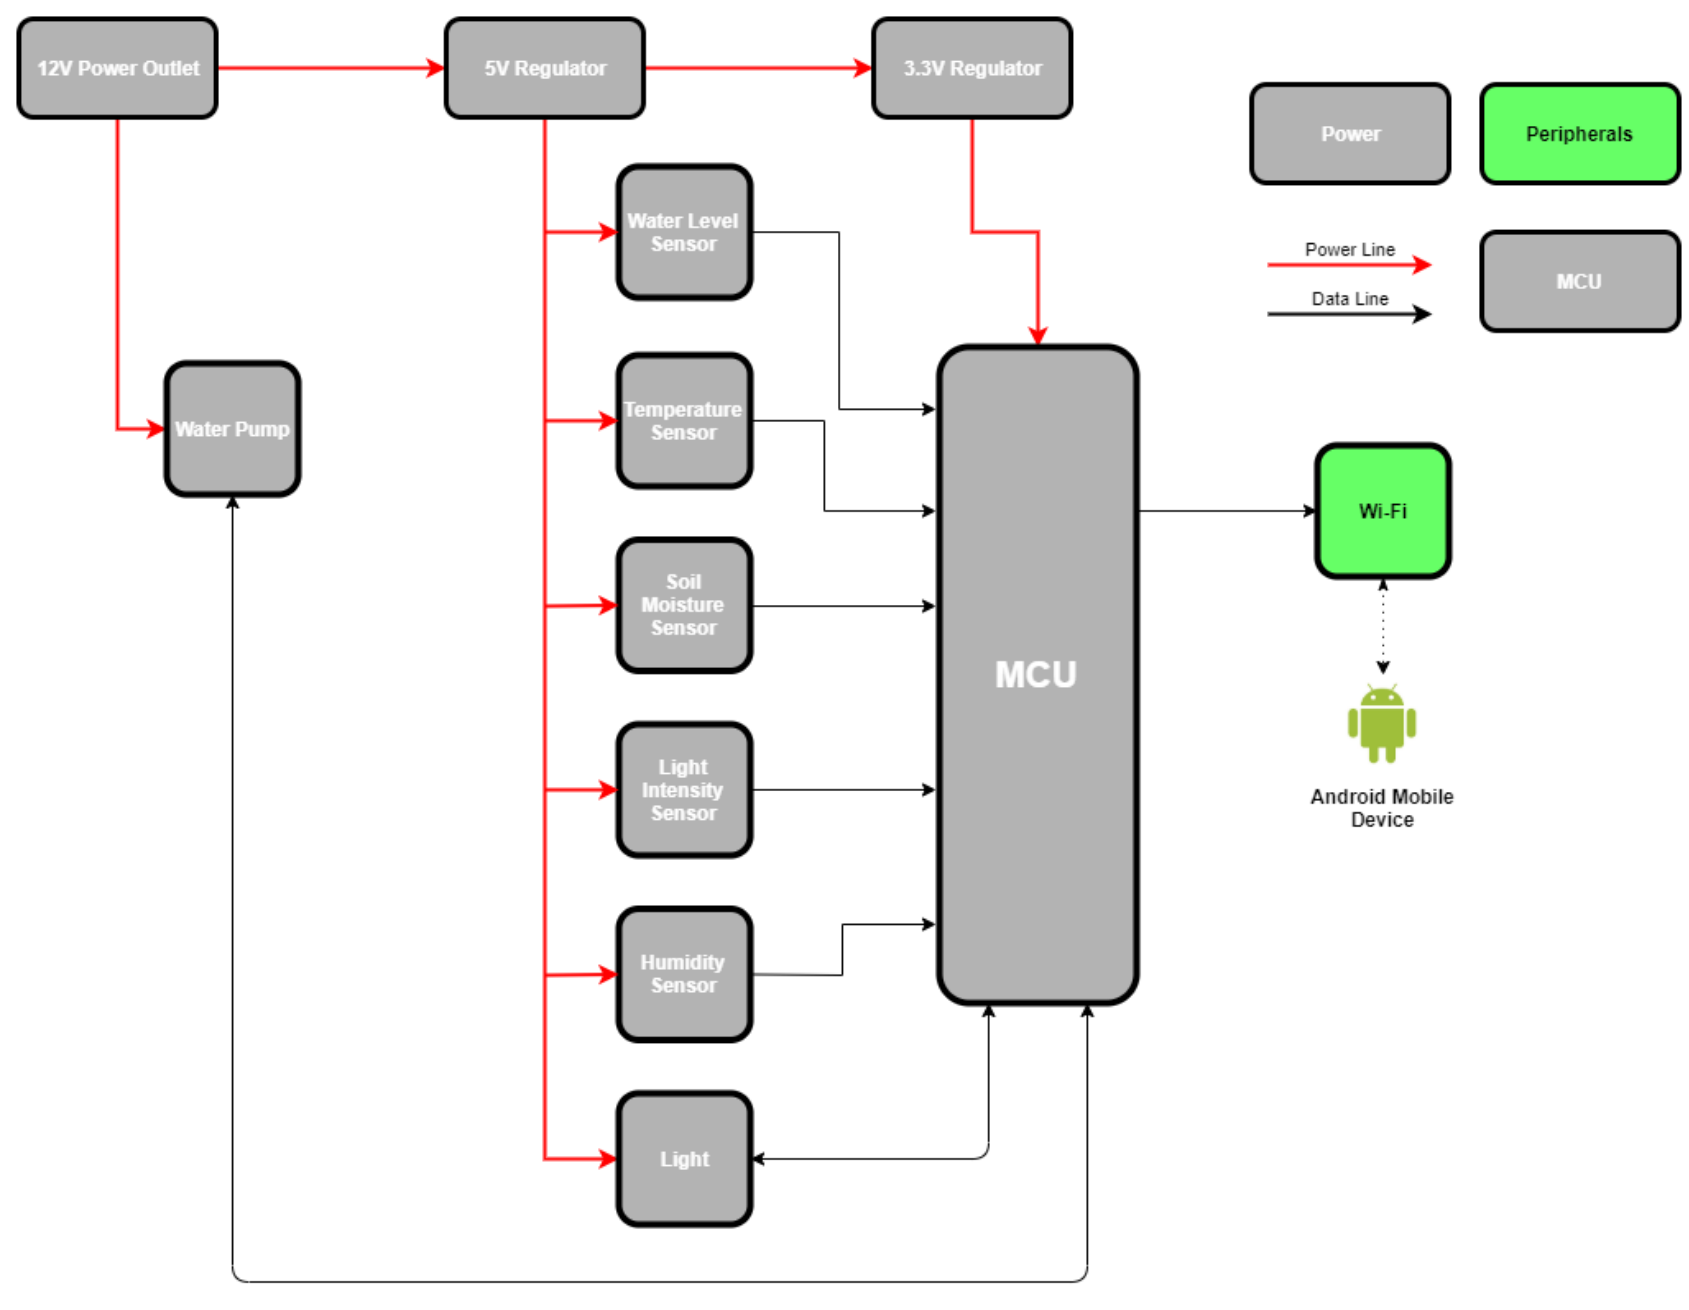 12V Power Outlet
5V Regulator
3.3V Regulator
Power
Peripherals
Water Level
Sensor
Power Line
Data Line
MCU
Temperature
Sensor
Water Pump
Wi-Fi
Soil
Moisture
Sensor
MCU
Light
Intensity
Sensor
Android Mobile
Device
Humidity
Sensor
Light